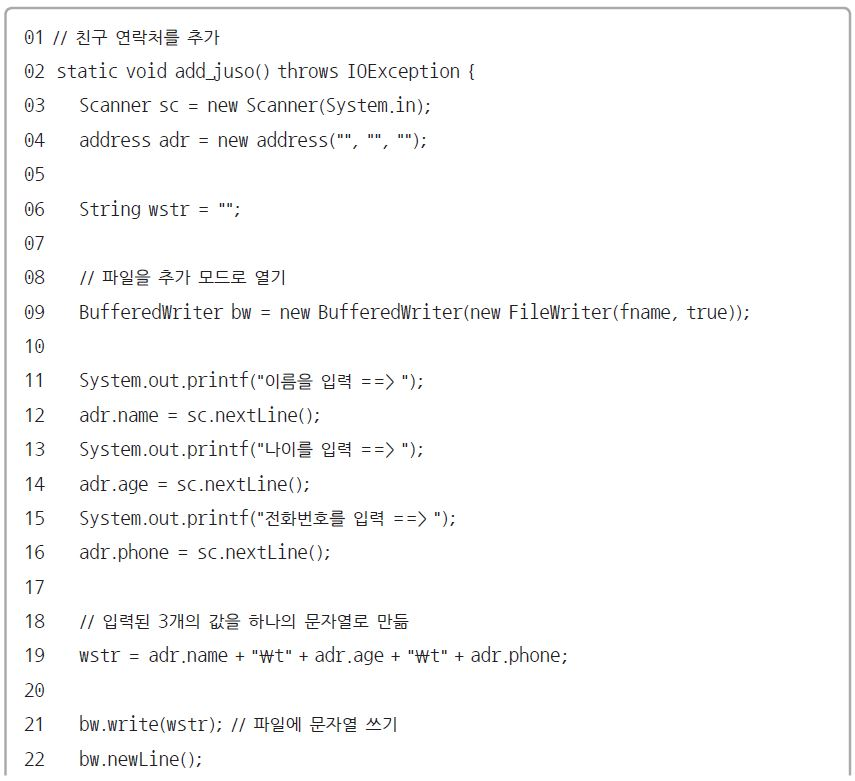 01 // 친구 연락처를 추가
02 static void add_juso() throws IOException {
03 Scanner sc = new Scanner(System.in);
04 address adr = new address("", "", "");
05
06 String wstr = "";
07
08 // 파일을 추가 모드로 열기
09 BufferedWriter bw = new BufferedWriter(new FileWriter(fname, true));
10
11 System.out.printf("이름을 입력 ==> ");
12 adr.name = sc.nextLine();
13 System.out.printf("나이를 입력 ==> ");
14 adr.age = sc.nextLine();
15 System.out.printf("전화번호를 입력 ==> ");
16 adr.phone = sc.nextLine();
17
18 // 입력된 3개의 값을 하나의 문자열로 만듦
19 wstr = adr.name + "₩t" + adr.age + "₩t" + adr.phone;
20
21 bw.write(wstr); // 파일에 문자열 쓰기
22 bw.newLine();